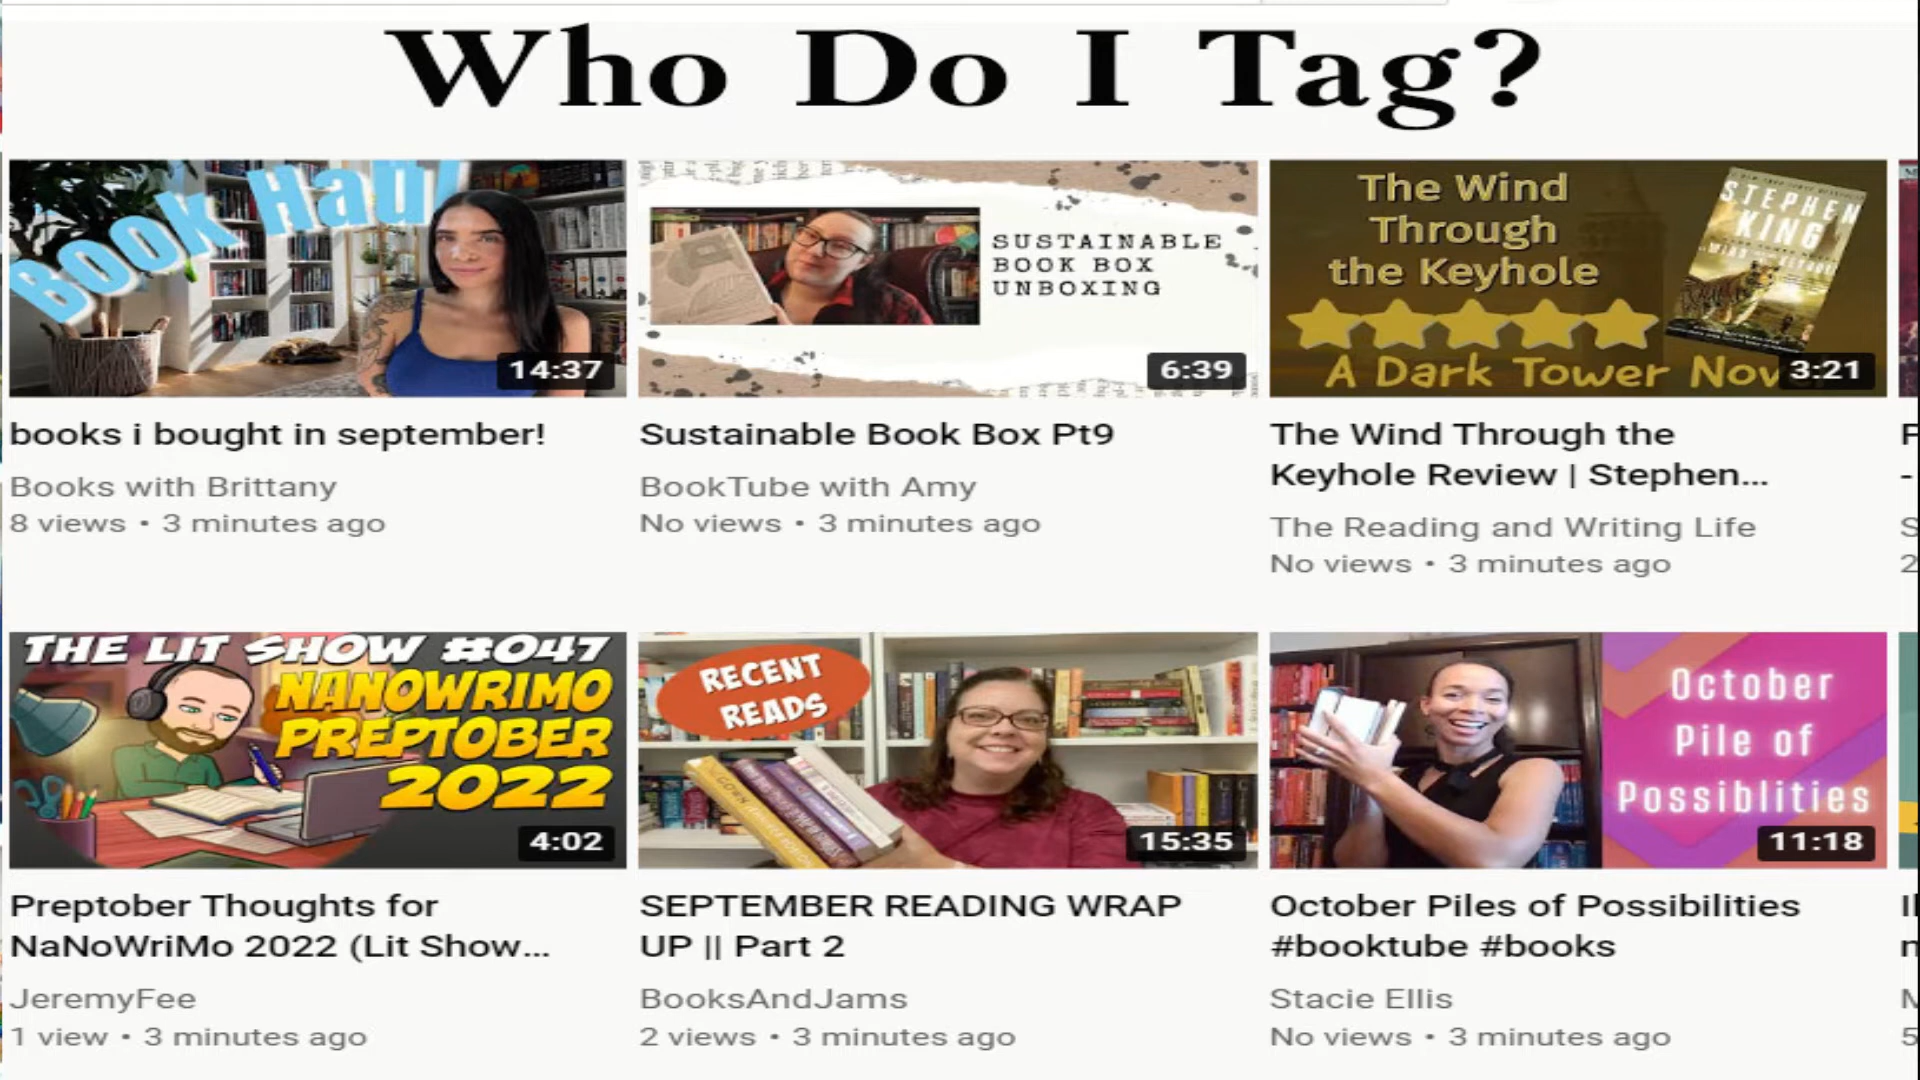 Who Do I Tag?
Book Haul
14:37
SUSTAINABLE
BOOK BOX
UNBOXING
6:39
The Wind
Through
the Keyhole
STEPHEN
KING
A Dark Tower Nov
3:21
books i bought in september!
Books with Brittany
8 views • 3 minutes ago
Sustainable Book Box Pt9
BookTube with Amy
No views • 3 minutes ago
The Wind Through the
Keyhole Review | Stephen...
The Reading and Writing Life
No views • 3 minutes ago
THE LIT SHOW #047
NANOWRIMO
PREPTOBER
2022
4:02
RECENT
READS
15:35
October
Pile of
Possiblities
11:18
Preptober Thoughts for
NaNoWriMo 2022 (Lit Show...
JeremyFee
1 view • 3 minutes ago
SEPTEMBER READING WRAP
UP || Part 2
BooksAndJams
2 views • 3 minutes ago
October Piles of Possibilities
#booktube #books
Stacie Ellis
No views • 3 minutes ago